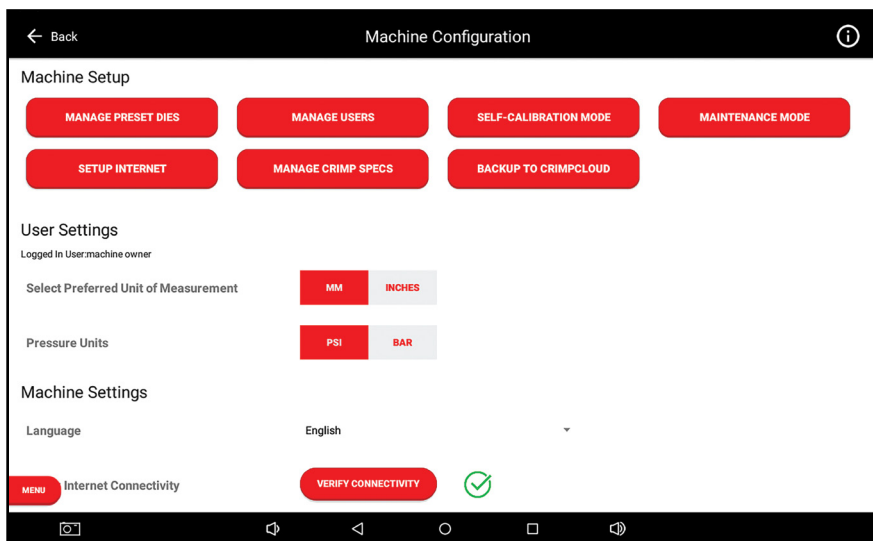 Back
Machine Configuration
Machine Setup
MANAGE PRESET DIES
MANAGE USERS
SELF-CALIBRATION MODE
MAINTENANCE MODE
SETUP INTERNET
MANAGE CRIMP SPECS
BACKUP TO CRIMPCLOUD
User Settings
Logged In User:machine owner
Select Preferred Unit of Measurement
MM
INCHES
Pressure Units
PSI
BAR
Machine Settings
Language
English
MENU
Internet Connectivity
VERIFY CONNECTIVITY